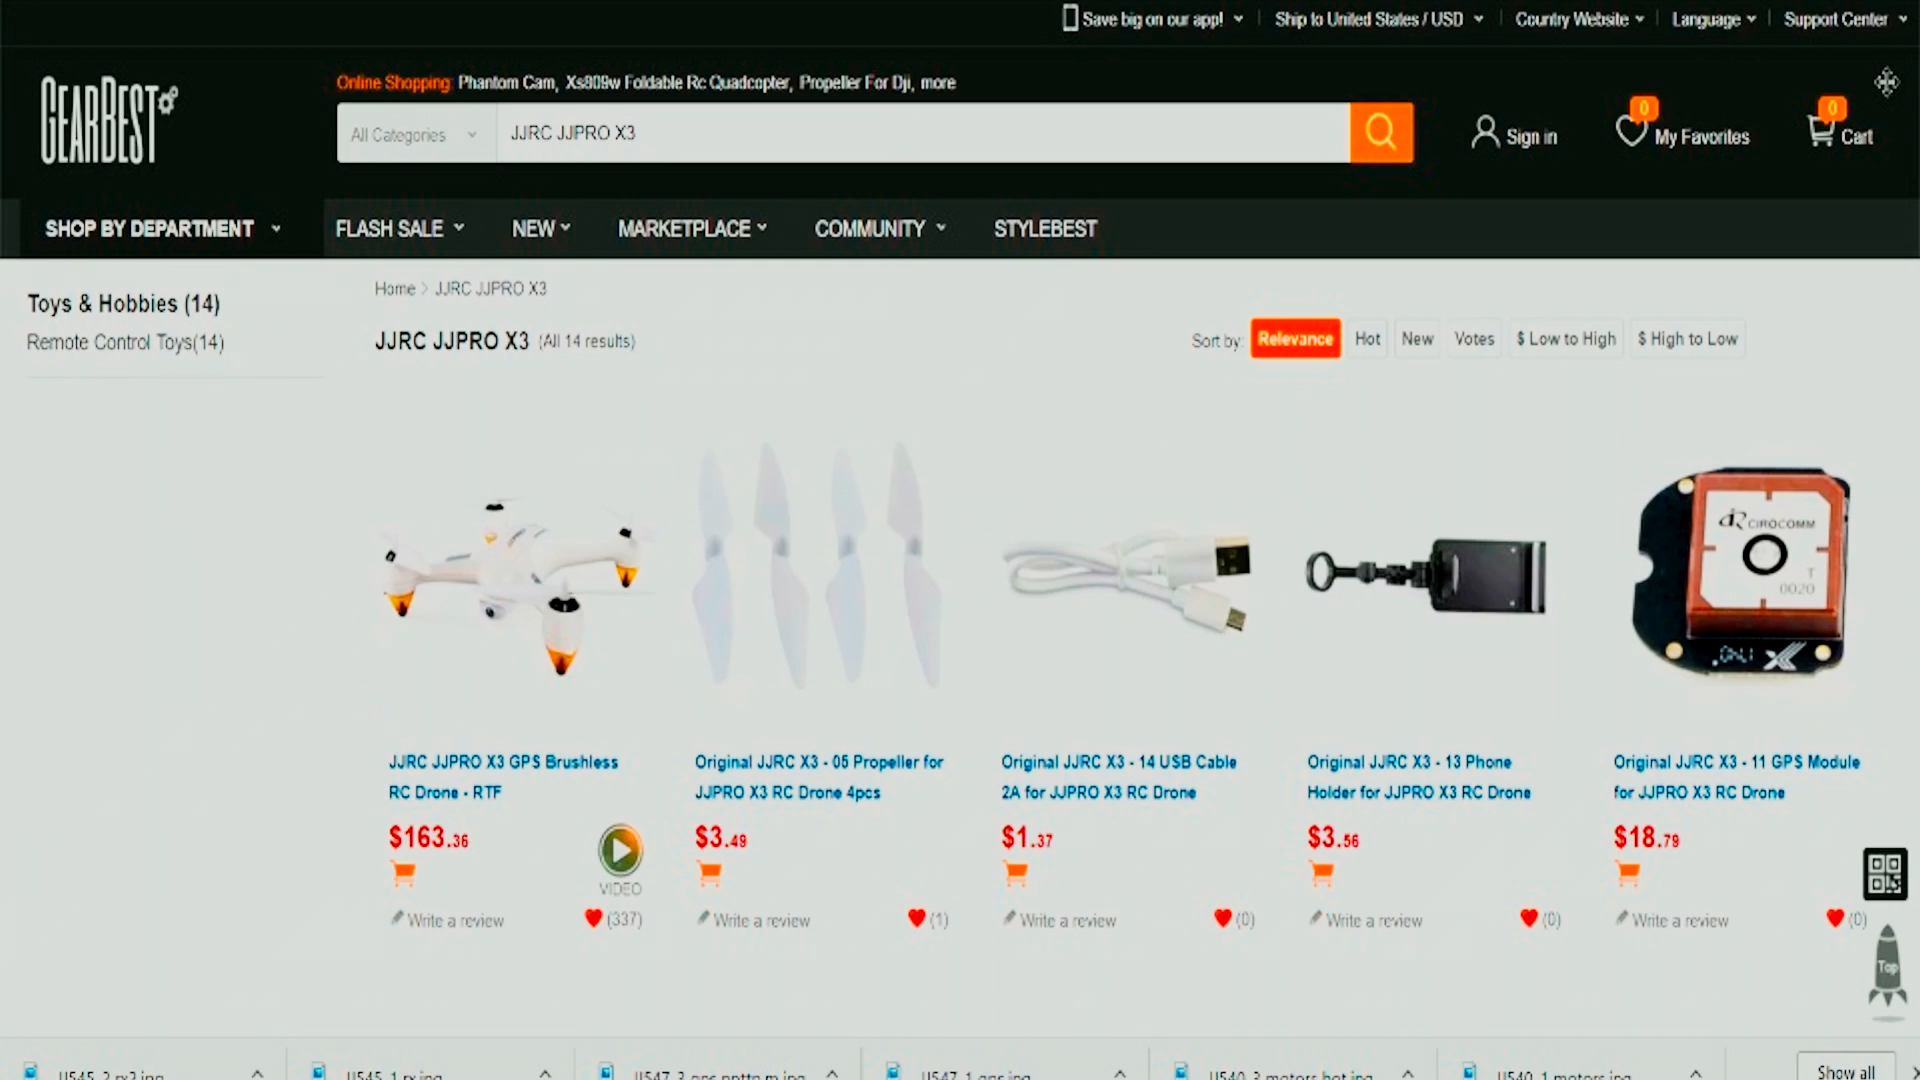 Save big on our app!
Ship to United States / USD
Country Website
Language
Support Center
GEARBEST
Online Shopping: Phantom Cam, Xs809w Foldable Rc Quadcopter, Propeller For Dji, more
All Categories
JJRC JJPRO X3
Sign in
0
My Favorites
0
Cart
SHOP BY DEPARTMENT
FLASH SALE
NEW
MARKETPLACE
COMMUNITY
STYLEBEST
Toys & Hobbies (14)
Remote Control Toys(14)
Home > JJRC JJPRO X3
JJRC JJPRO X3 (All 14 results)
Sort by:
Relevance
Hot
New
Votes
$ Low to High
$ High to Low
CIROCOMM
T
0020
JJRC JJPRO X3 GPS Brushless
RC Drone - RTF
$163.36
VIDEO
Write a review
(337)
Original JJRC X3 - 05 Propeller for
JJPRO X3 RC Drone 4pcs
$3.49
Write a review
(1)
Original JJRC X3 - 14 USB Cable
2A for JJPRO X3 RC Drone
$1.37
Write a review
(0)
Original JJRC X3 - 13 Phone
Holder for JJPRO X3 RC Drone
$3.56
Write a review
(0)
Original JJRC X3 - 11 GPS Module
for JJPRO X3 RC Drone
$18.79
Write a review
(0)
Top
Show all